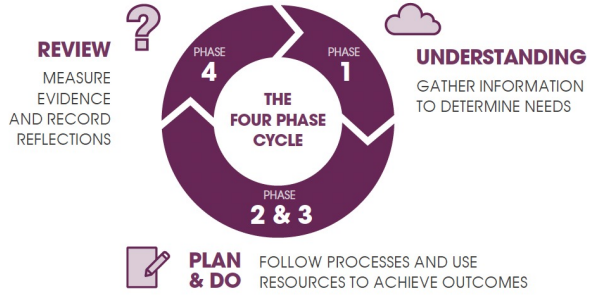 REVIEW
MEASURE
EVIDENCE
AND RECORD
REFLECTIONS
PHASE
4
PHASE
1
THE
FOUR PHASE
CYCLE
PHASE
2 & 3
UNDERSTANDING
GATHER INFORMATION
TO DETERMINE NEEDS
PLAN
& DO
FOLLOW PROCESSES AND USE
RESOURCES TO ACHIEVE OUTCOMES